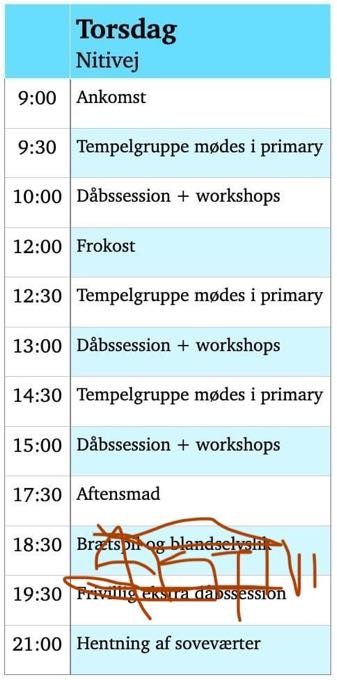 Torsdag
Nitivej
9:00 Ankomst
9:30 Tempelgruppe mødes i primary
10:00 Dåbssession + workshops
12:00 Frokost
12:30 Tempelgruppe mødes i primary
13:00 Dåbssession + workshops
14:30 Tempelgruppe mødes i primary
15:00 Dåbssession + workshops
17:30 Aftensmad
18:30 Brætspil og blandselvslik
19:30 Frivillig ekstra dåbssession
21:00 Hentning af soveværter